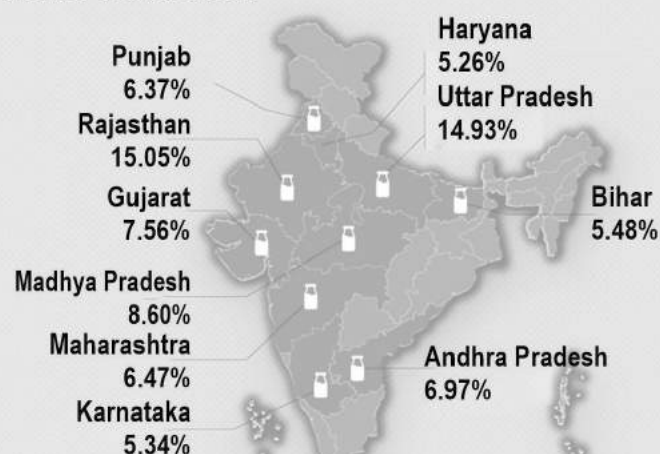 Punjab
6.37%
Rajasthan
15.05%
Gujarat
7.56%
Madhya Pradesh
8.60%
Maharashtra
6.47%
Karnataka
5.34%
Haryana
5.26%
Uttar Pradesh
14.93%
Bihar
5.48%
Andhra Pradesh
6.97%